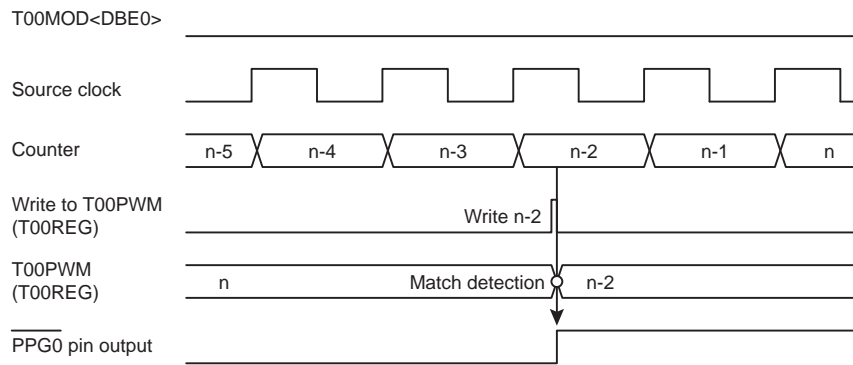 T00MOD<DBE0>
Source clock
Counter n-5 n-4 n-3 n-2 n-1 n
Write to T00PWM
(T00REG) Write n-2
T00PWM
(T00REG) n Match detection n-2
PPG0 pin output